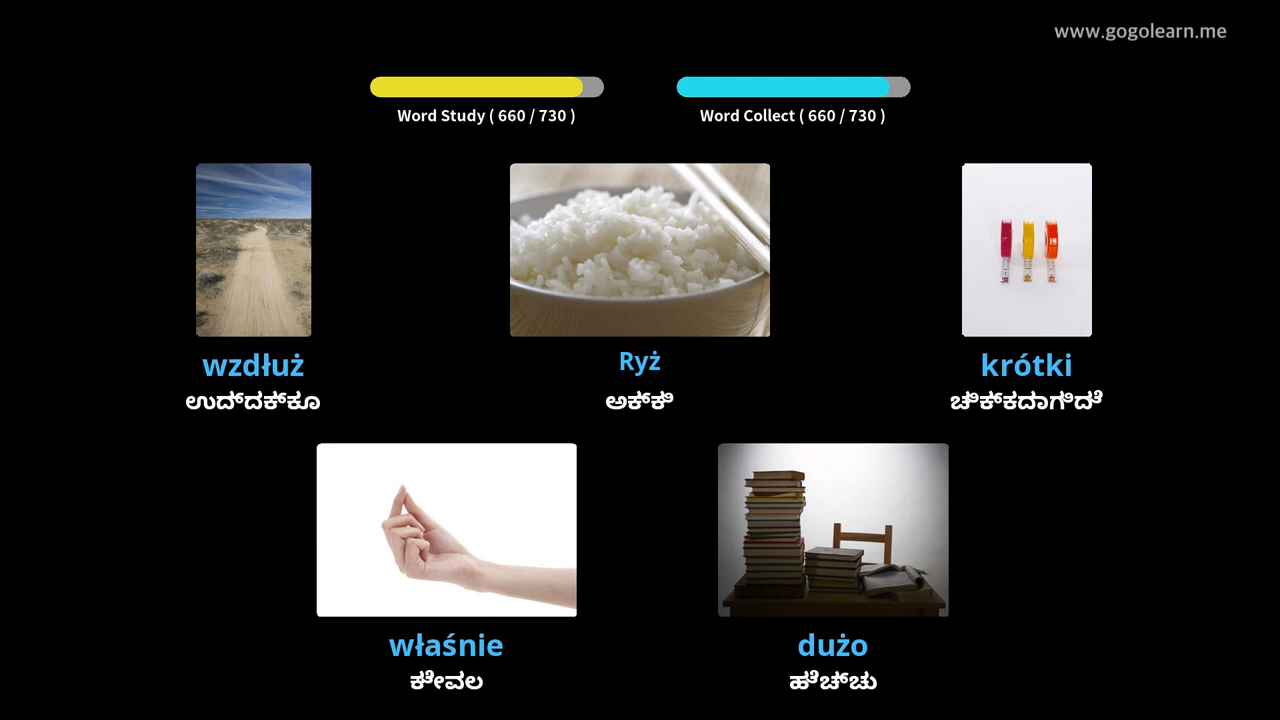 www.gogolearn.me
Word Study ( 660 / 730 )
Word Collect ( 660 / 730 )
wzdłuż
ಉದ್ದಕ್ಕೂ
Ryż
ಅಕ್ಕಿ
krótki
ಚಿಕ್ಕದಾಗಿದೆ
właśnie
ಕೇವಲ
dużo
ಹೆಚ್ಚು